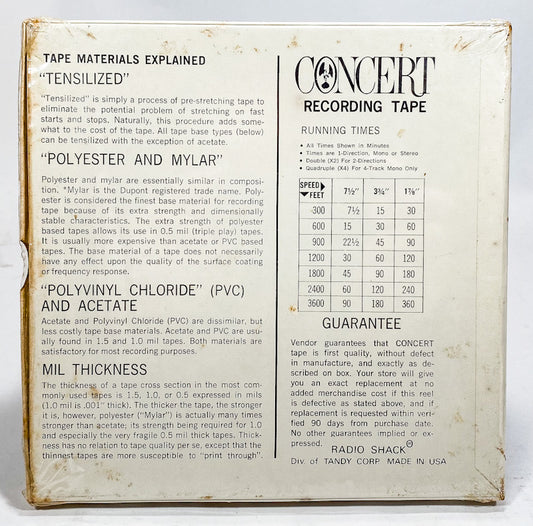 TAPE MATERIALS EXPLAINED
"TENSILIZED"
"Tensilized" is simply a process of pre-stretching tape to
eliminate the potential problem of stretching on fast
starts and stops. Naturally, this procedure adds some-
what to the cost of the tape. All tape base types (below)
can be tensilized with the exception of acetate.
"POLYESTER AND MYLAR"
Polyester and mylar are essentially similar in composi-
tion. *Mylar is the Dupont registered trade name. Poly-
ester is considered the finest base material for recording
tape because of its extra strength and dimensionally
stable characteristics. The extra strength of polyester
based tapes allows its use in 0.5 mil (triple play) tapes.
It is usually more expensive than acetate or PVC based
tapes. The base material of a tape does not necessarily
have any effect upon the quality of the surface coating
or frequency response.
"POLYVINYL CHLORIDE" (PVC)
AND ACETATE
Acetate and Polyvinyl Chloride (PVC) are dissimilar, but
less costly tape base materials. Acetate and PVC are usu-
ally found in 1.5 and 1.0 mil tapes. Both materials are
satisfactory for most recording purposes.
MIL THICKNESS
The thickness of a tape cross section in the most com-
monly used tapes is 1.5, 1.0, or 0.5 expressed in mils
(1.0 mil is .001" thick). The thicker the tape, the stronger
it is, however, polyester ("Mylar") is actually many times
stronger than acetate; its strength being required for 1.0
and especially the very fragile 0.5 mil thick tapes. Thick-
ness has no relation to tape quality per se, except that the
thinnest tapes are more susceptible to "print through".
CONCERT
RECORDING TAPE
RUNNING TIMES
• All Times Shown in Minutes
• Times are 1-Direction, Mono or Stereo
• Double (X2) For 2-Directions
• Quadruple (X4) For 4-Track Mono Only
SPEED FEET 7½" 3¾" 1⅞"
300 7½ 15 30
600 15 30 60
900 22½ 45 90
1200 30 60 120
1800 45 90 180
2400 60 120 240
3600 90 180 360
GUARANTEE
Vendor guarantees that CONCERT
tape is first quality, without defect
in manufacture, and exactly as de-
scribed on box. Your store will give
you an exact replacement at no
added merchandise cost if this reel
is defective as stated above, and if
replacement is requested within veri-
fied 90 days from purchase date.
No other guarantees implied or ex-
pressed.
RADIO SHACK®
Div. of TANDY CORP. MADE IN USA